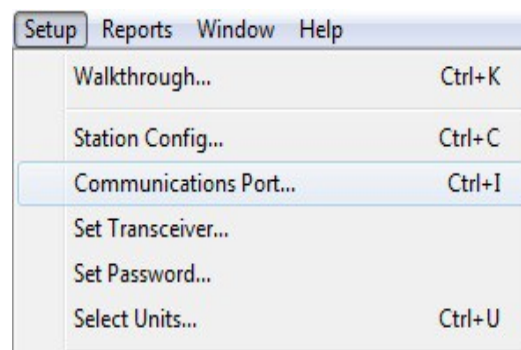 Setup Reports Window Help
Walkthrough... Ctrl+K
Station Config... Ctrl+C
Communications Port... Ctrl+I
Set Transceiver...
Set Password...
Select Units... Ctrl+U